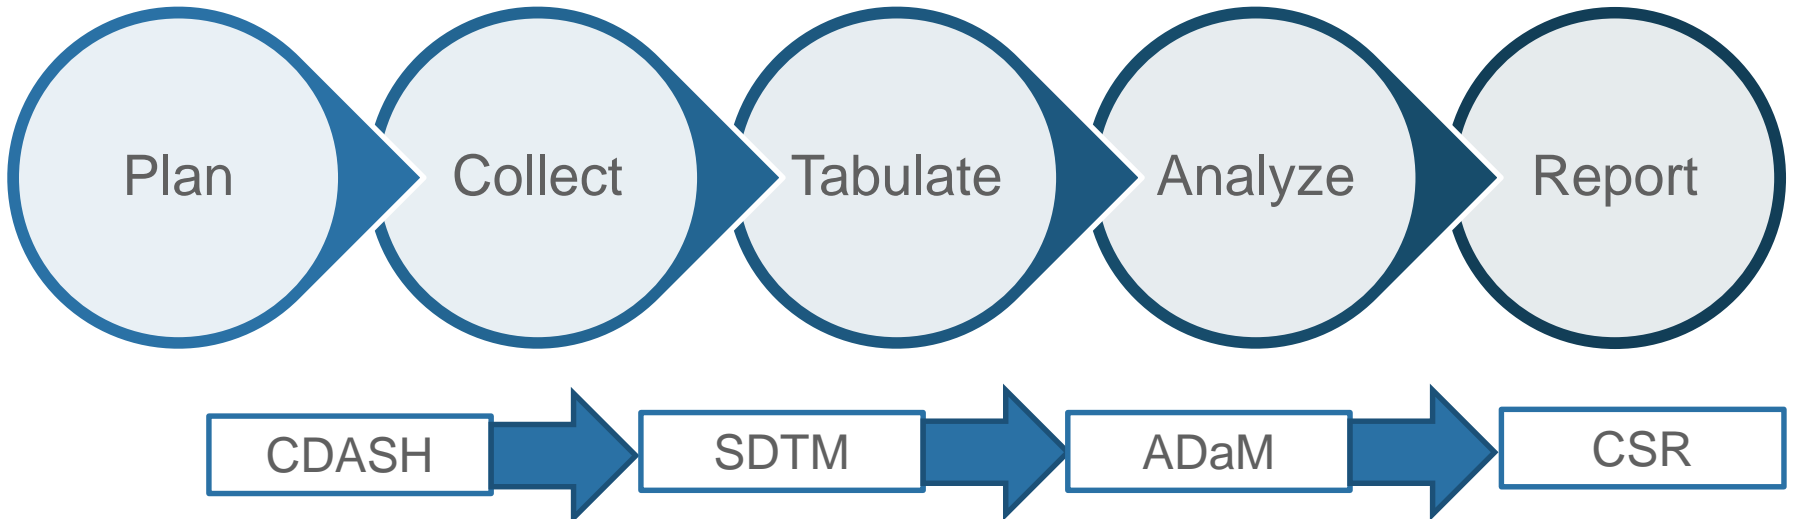 Plan
Collect
Tabulate
Analyze
Report
CDASH
SDTM
ADaM
CSR